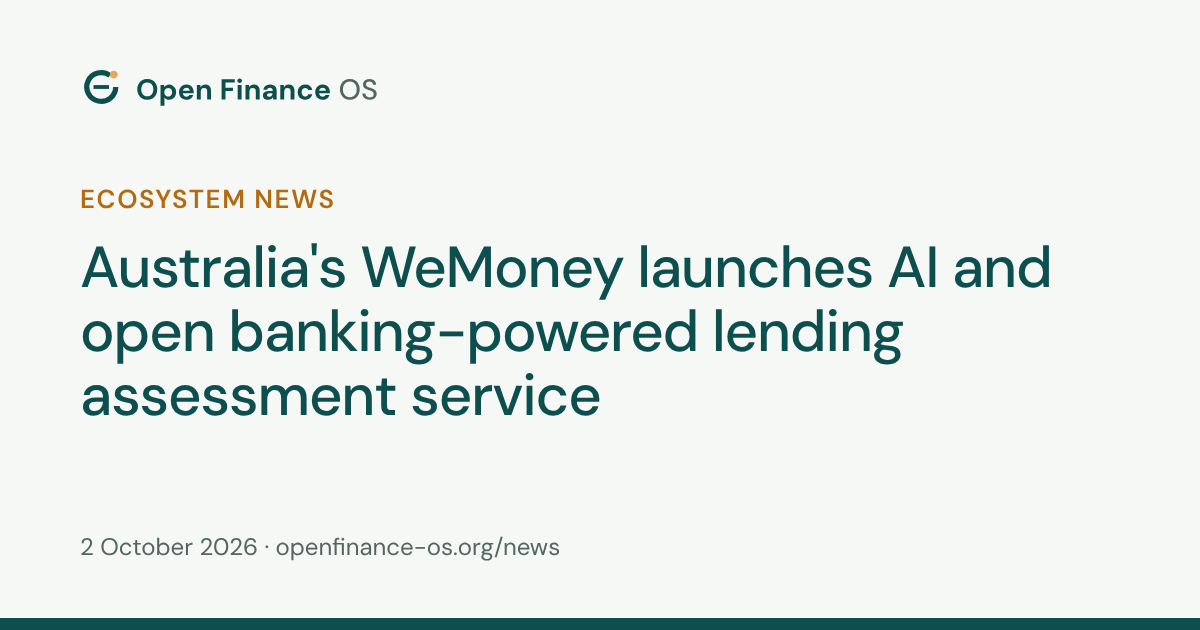 Open Finance OS
ECOSYSTEM NEWS
Australia's WeMoney launches AI and
open banking-powered lending
assessment service
2 October 2026 · openfinance-os.org/news